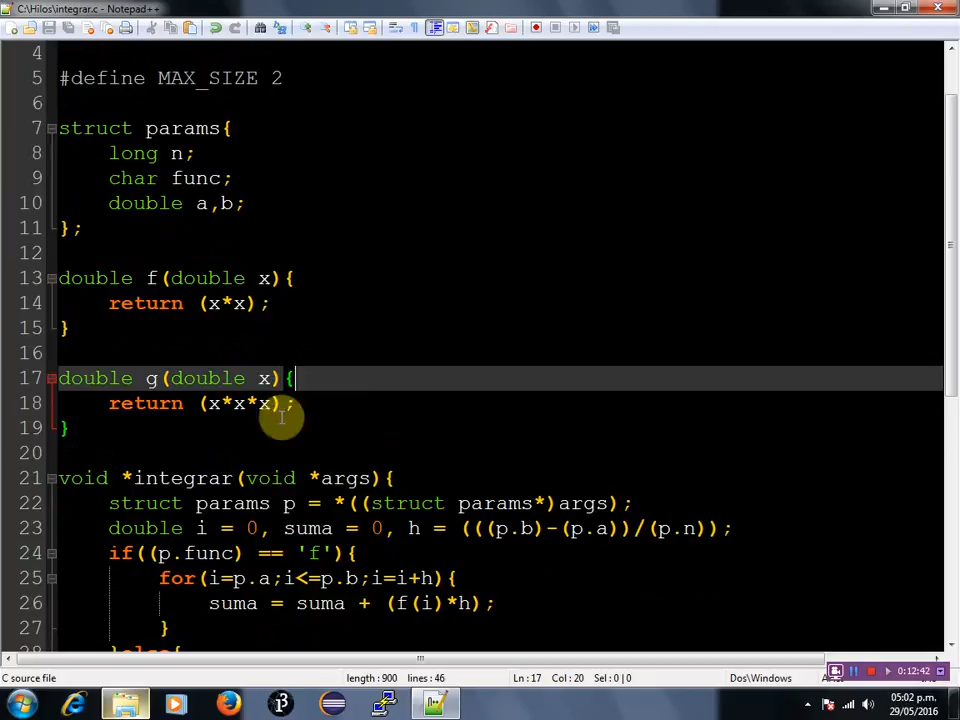 C:\Hilos\integrar.c - Notepad++
4
5 #define MAX_SIZE 2
6
7 struct params{
8 long n;
9 char func;
10 double a,b;
11 };
12
13 double f(double x){
14 return (x*x);
15 }
16
17 double g(double x){
18 return (x*x*x);
19 }
20
21 void *integrar(void *args){
22 struct params p = *((struct params*)args);
23 double i = 0, suma = 0, h = (((p.b)-(p.a))/(p.n));
24 if((p.func) == 'f'){
25 for(i=p.a;i<=p.b;i=i+h){
26 suma = suma + (f(i)*h);
27 }
28 }else{
C source file length : 900 lines : 46 Ln : 17 Col : 20 Sel : 0 | 0 Dos\Windows
0:12:42
05:02 p.m.
29/05/2016